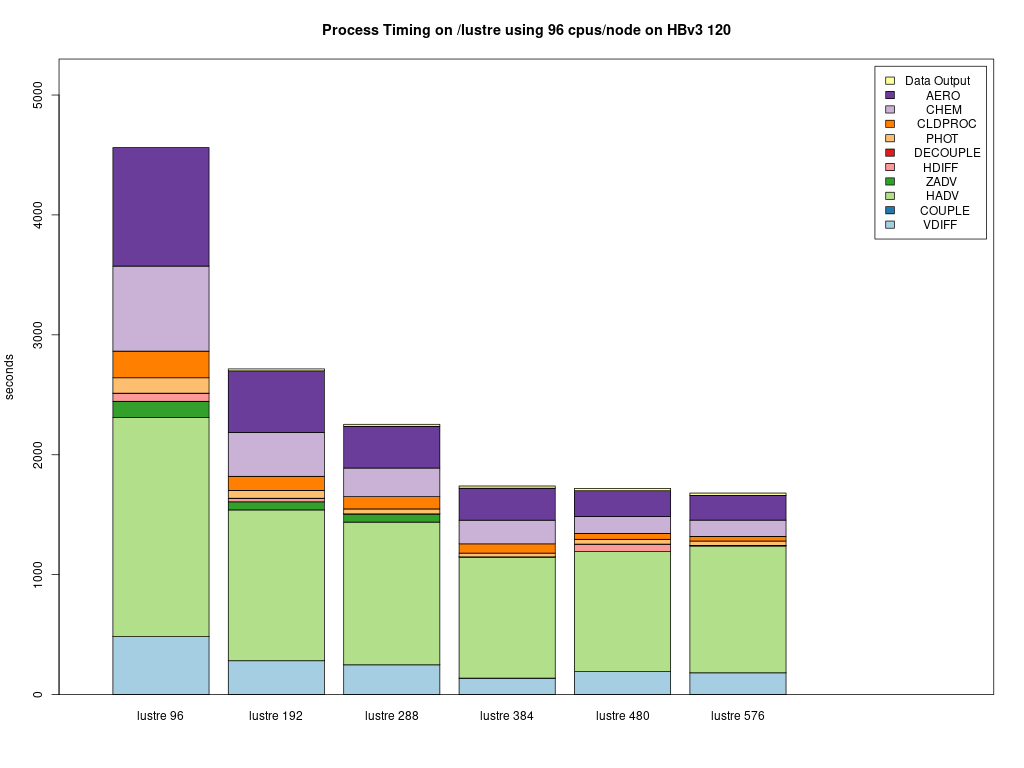 Process Timing on /lustre using 96 cpus/node on HBv3 120
Data Output
AERO
CHEM
CLDPROC
PHOT
DECOUPLE
HDIFF
ZADV
HADV
COUPLE
VDIFF
seconds
5000
4000
3000
2000
1000
0
lustre 96 lustre 192 lustre 288 lustre 384 lustre 480 lustre 576